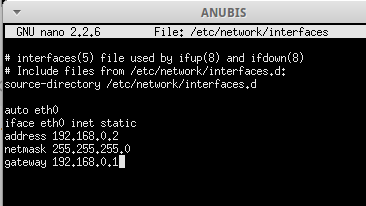 ANUBIS
GNU nano 2.2.6 File: /etc/network/interfaces
# interfaces(5) file used by ifup(8) and ifdown(8)
# Include files from /etc/network/interfaces.d:
source-directory /etc/network/interfaces.d
auto eth0
iface eth0 inet static
address 192.168.0.2
netmask 255.255.255.0
gateway 192.168.0.1